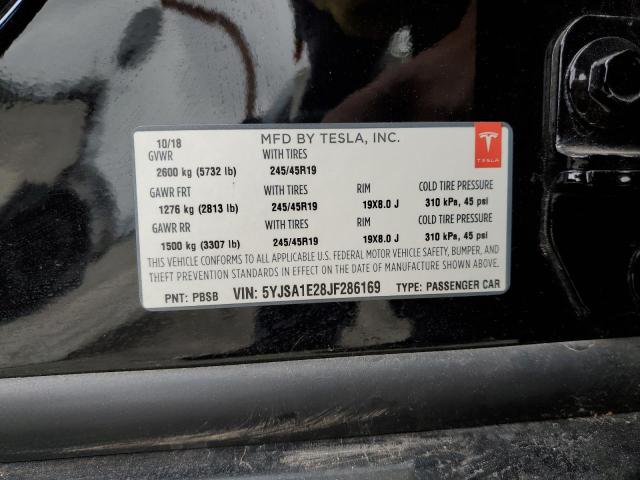 10/18 MFD BY TESLA, INC.
GVWR WITH TIRES
2600 kg (5732 lb) 245/45R19
TESLA
GAWR FRT WITH TIRES RIM COLD TIRE PRESSURE
1276 kg (2813 lb) 245/45R19 19X8.0 J 310 kPa, 45 psi
GAWR RR WITH TIRES RIM COLD TIRE PRESSURE
1500 kg (3307 lb) 245/45R19 19X8.0 J 310 kPa, 45 psi
THIS VEHICLE CONFORMS TO ALL APPLICABLE U.S. FEDERAL MOTOR VEHICLE SAFETY, BUMPER, AND
THEFT STANDARDS IN EFFECT ON THE DATE OF MANUFACTURE SHOWN ABOVE.
PNT: PBSB VIN: 5YJSA1E28JF286169 TYPE: PASSENGER CAR